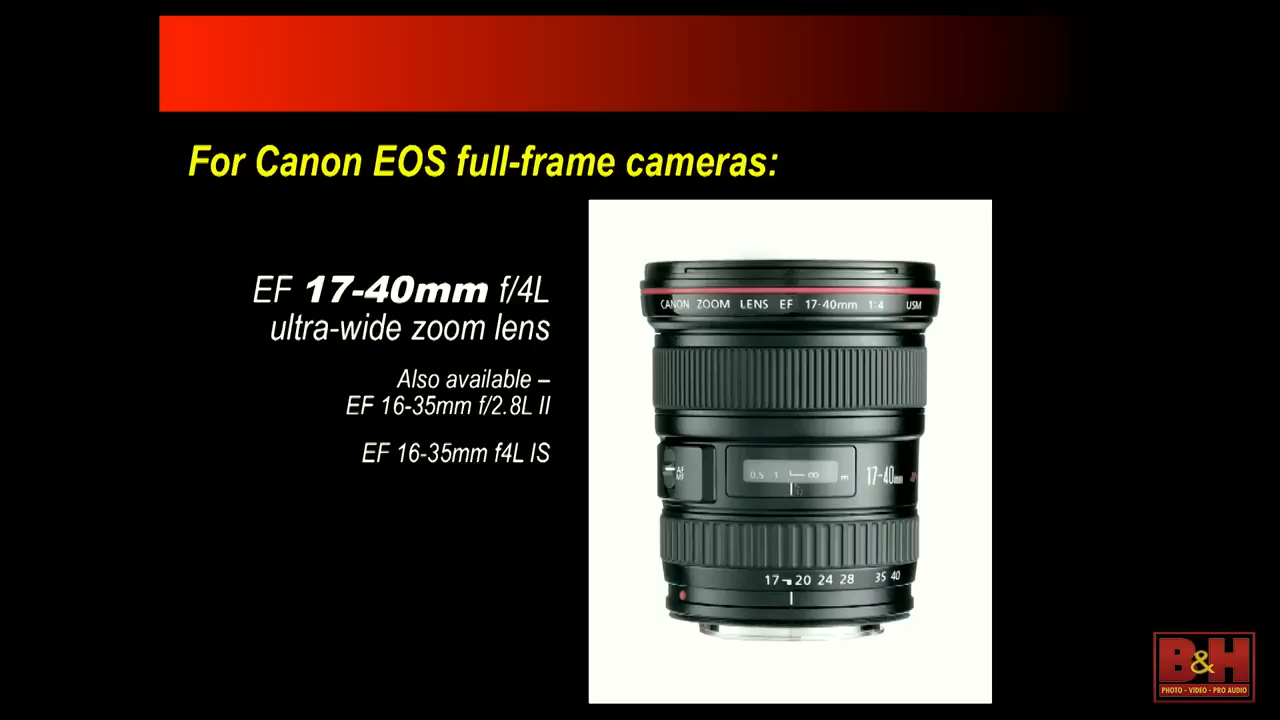 For Canon EOS full-frame cameras:
EF 17-40mm f/4L
ultra-wide zoom lens
Also available –
EF 16-35mm f/2.8L II
EF 16-35mm f4L IS
CANON ZOOM LENS EF 17-40mm 1:4 USM
AF
MF
0.5 1 ∞
17-40mm
17 20 24 28 35 40
B&H
PHOTO - VIDEO - PRO AUDIO